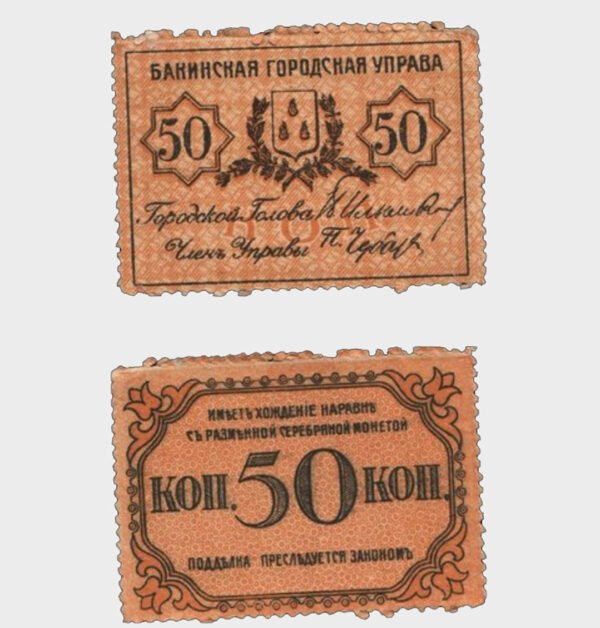 БАКИНСКАЯ ГОРОДСКАЯ УПРАВА
50 50
Городской Голова
Членъ Управы
ИМѢЕТЪ ХОЖДЕНІЕ НАРАВНѢ
СЪ РАЗМѢННОЙ СЕРЕБРЯНОЙ МОНЕТОЙ
КОП. 50 КОП.
ПОДДѢЛКА ПРЕСЛѢДУЕТСЯ ЗАКОНОМЪ